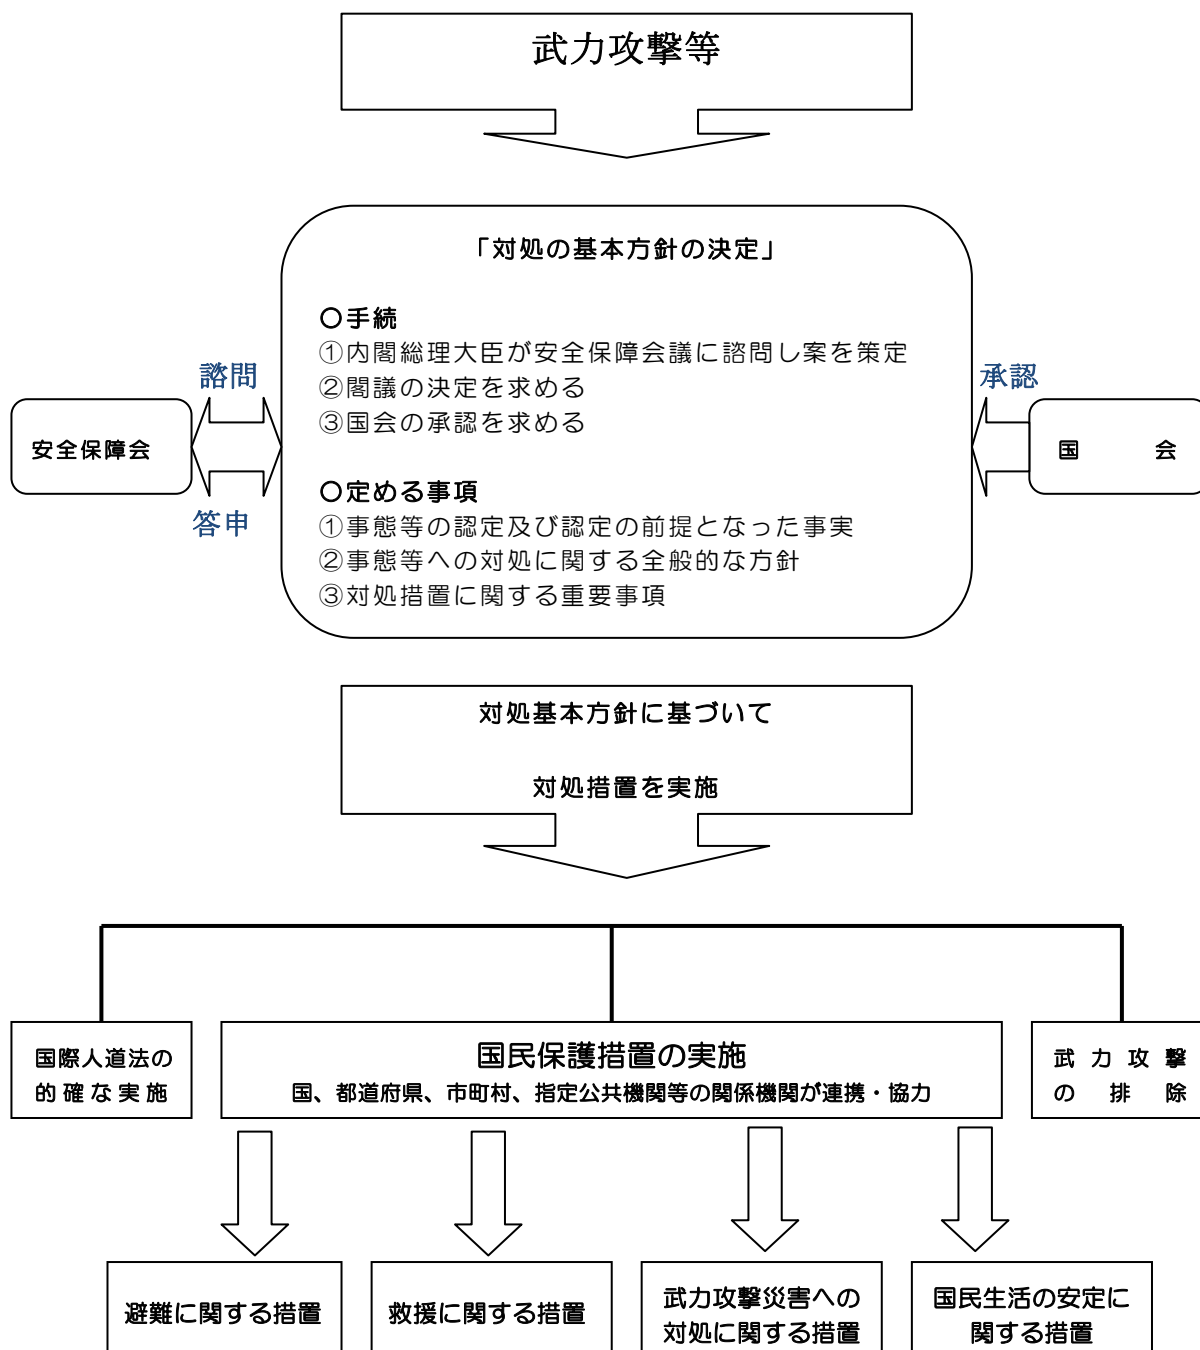 武力攻撃等
「対処の基本方針の決定」
〇手続
①内閣総理大臣が安全保障会議に諮問し案を策定
②閣議の決定を求める
③国会の承認を求める
〇定める事項
①事態等の認定及び認定の前提となった事実
②事態等への対処に関する全般的な方針
③対処措置に関する重要事項
諮問
安全保障会
答申
承認
国　会
対処基本方針に基づいて
対処措置を実施
国際人道法の
的確な実施
国民保護措置の実施
国、都道府県、市町村、指定公共機関等の関係機関が連携・協力
武力攻撃
の排除
避難に関する措置
救援に関する措置
武力攻撃災害への
対処に関する措置
国民生活の安定に
関する措置